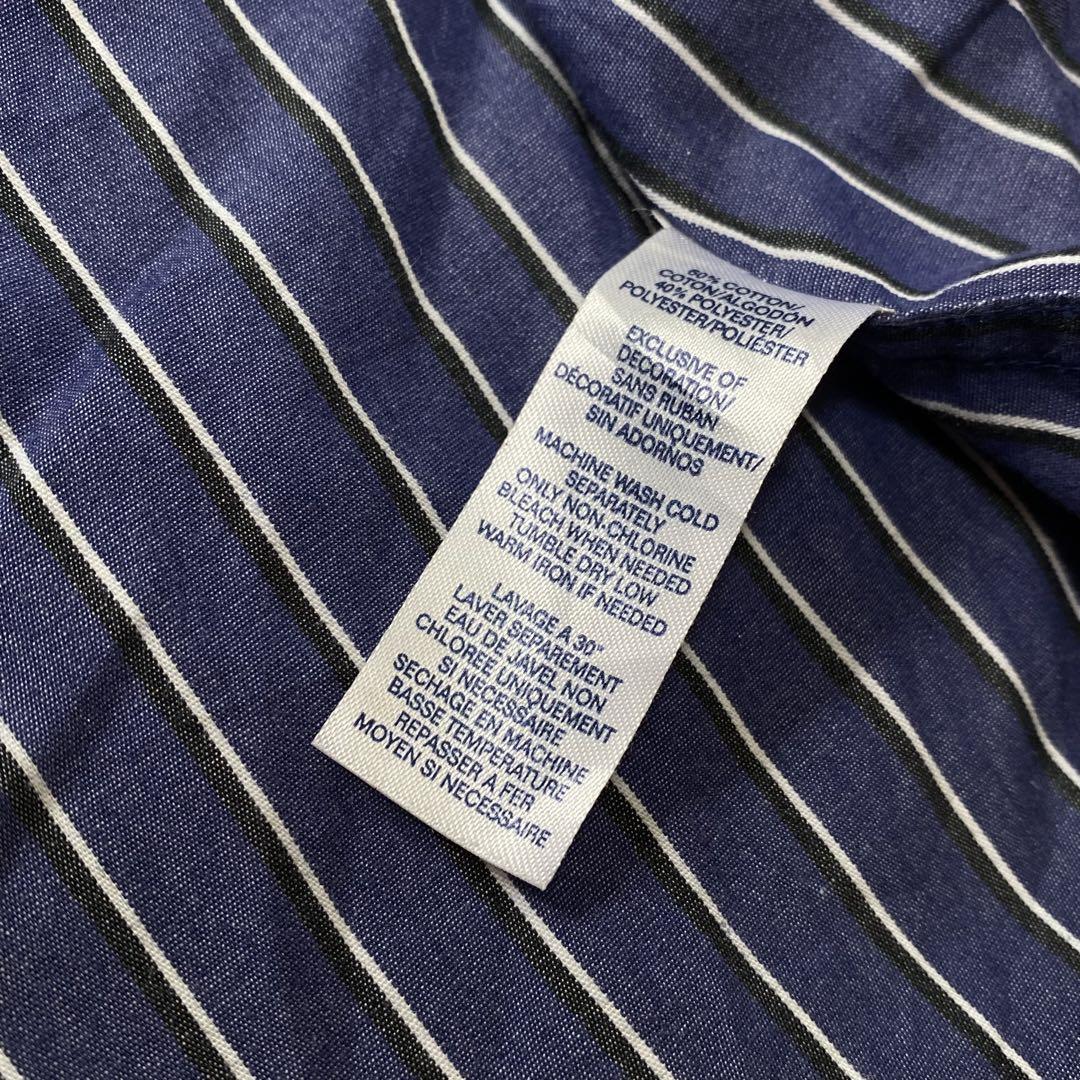 60% COTTON/
COTON/ALGODÓN
40% POLYESTER/
POLYESTER/POLIÉSTER
EXCLUSIVE OF
DECORATION/
SANS RUBAN
DÉCORATIF UNIQUEMENT/
SIN ADORNOS
MACHINE WASH COLD
SEPARATELY
ONLY NON-CHLORINE
BLEACH WHEN NEEDED
TUMBLE DRY LOW
WARM IRON IF NEEDED
LAVAGE A 30°
LAVER SEPAREMENT
EAU DE JAVEL NON
CHLOREE UNIQUEMENT
SI NECESSAIRE
SECHAGE EN MACHINE
BASSE TEMPERATURE
REPASSER A FER
MOYEN SI NECESSAIRE